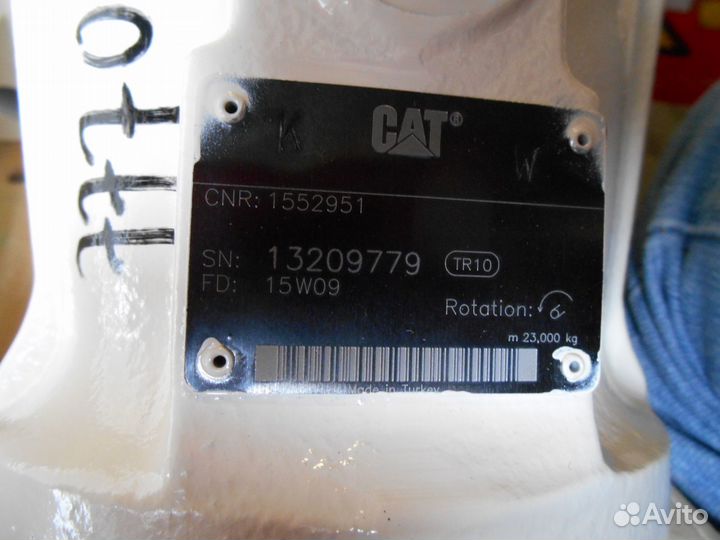 CAT®
K
W
CNR: 1552951
SN: 13209779 TR10
FD: 15W09
Rotation:
m 23,000 kg
Made in Turkey
Avito